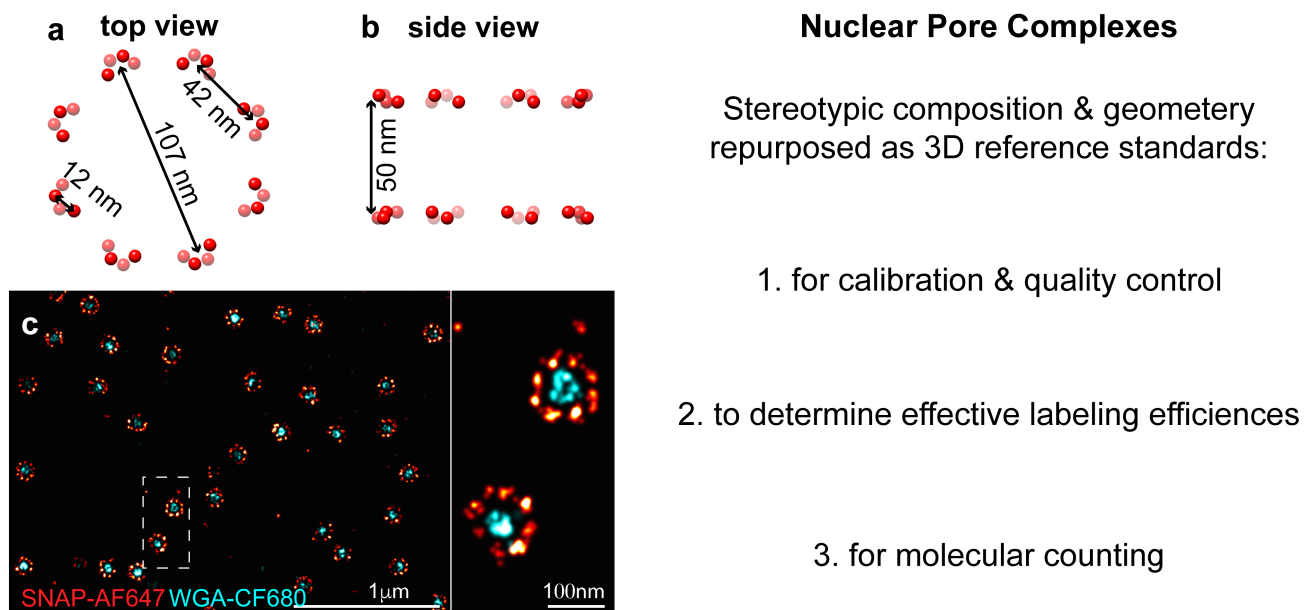 a top view
b side view
42 nm
107 nm
12 nm
50 nm
c
SNAP-AF647 WGA-CF680
1µm
100nm
Nuclear Pore Complexes
Stereotypic composition & geometery
repurposed as 3D reference standards:
1. for calibration & quality control
2. to determine effective labeling efficiences
3. for molecular counting